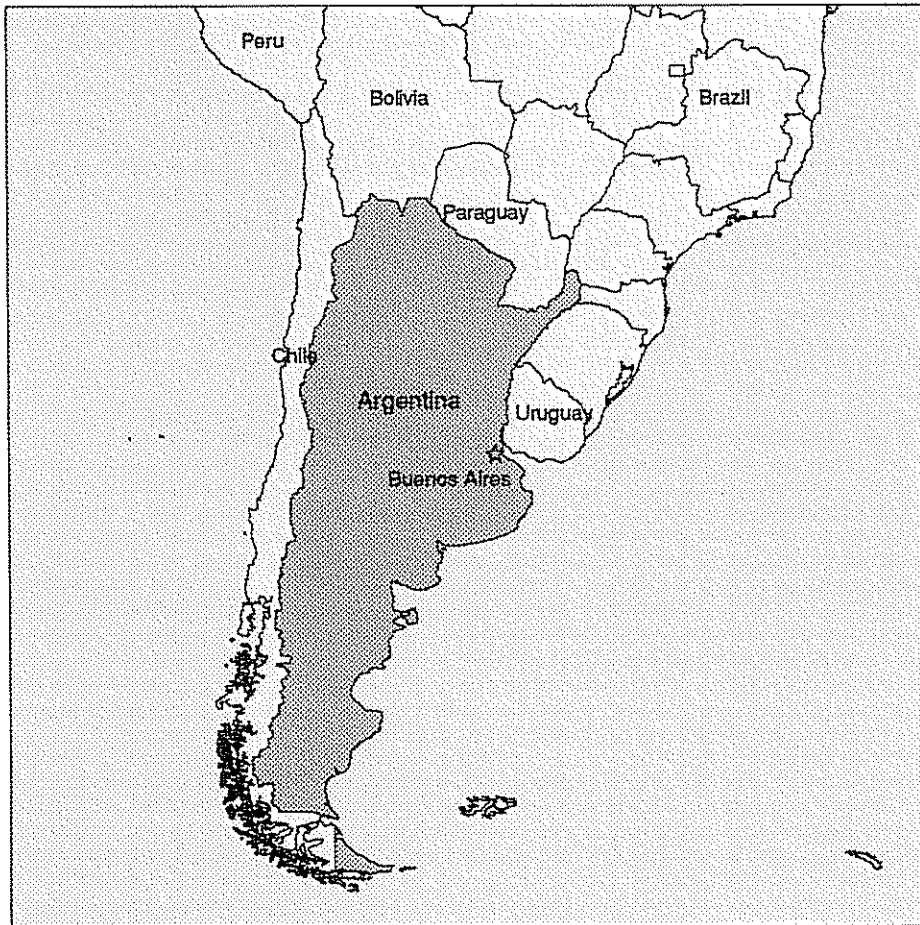 Peru
Bolivia
Brazil
Paraguay
Chile
Argentina
Uruguay
Buenos Aires